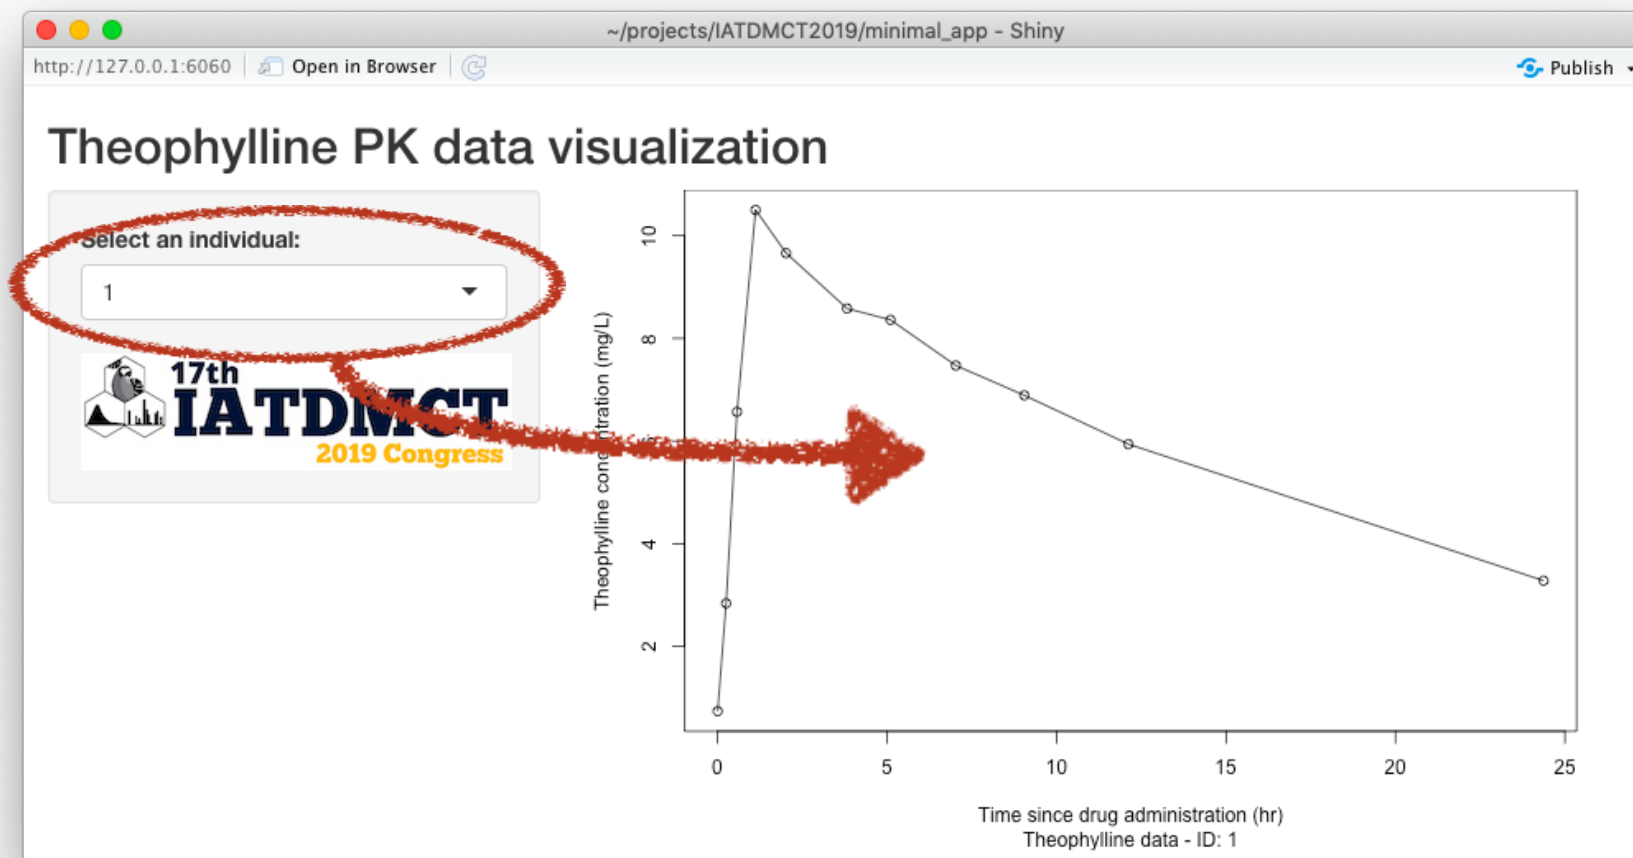 ~/projects/IATDMCT2019/minimal_app - Shiny
http://127.0.0.1:6060 Open in Browser Publish
Theophylline PK data visualization
Select an individual:
1
17th
IATDMCT
2019 Congress
Theophylline concentration (mg/L)
10
8
6
4
2
0 5 10 15 20 25
Time since drug administration (hr)
Theophylline data - ID: 1